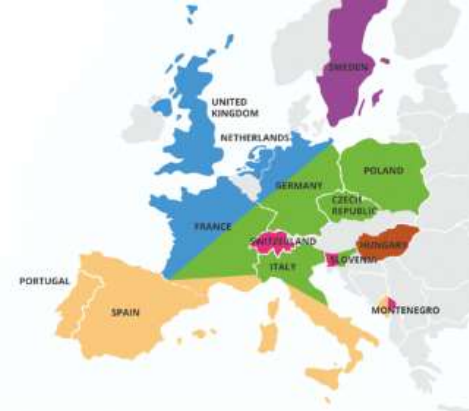 SWEDEN
UNITED
KINGDOM
NETHERLANDS
POLAND
GERMANY
CZECH
REPUBLIC
FRANCE
SWITZERLAND
HUNGARY
SLOVENIA
ITALY
PORTUGAL
SPAIN
MONTENEGRO